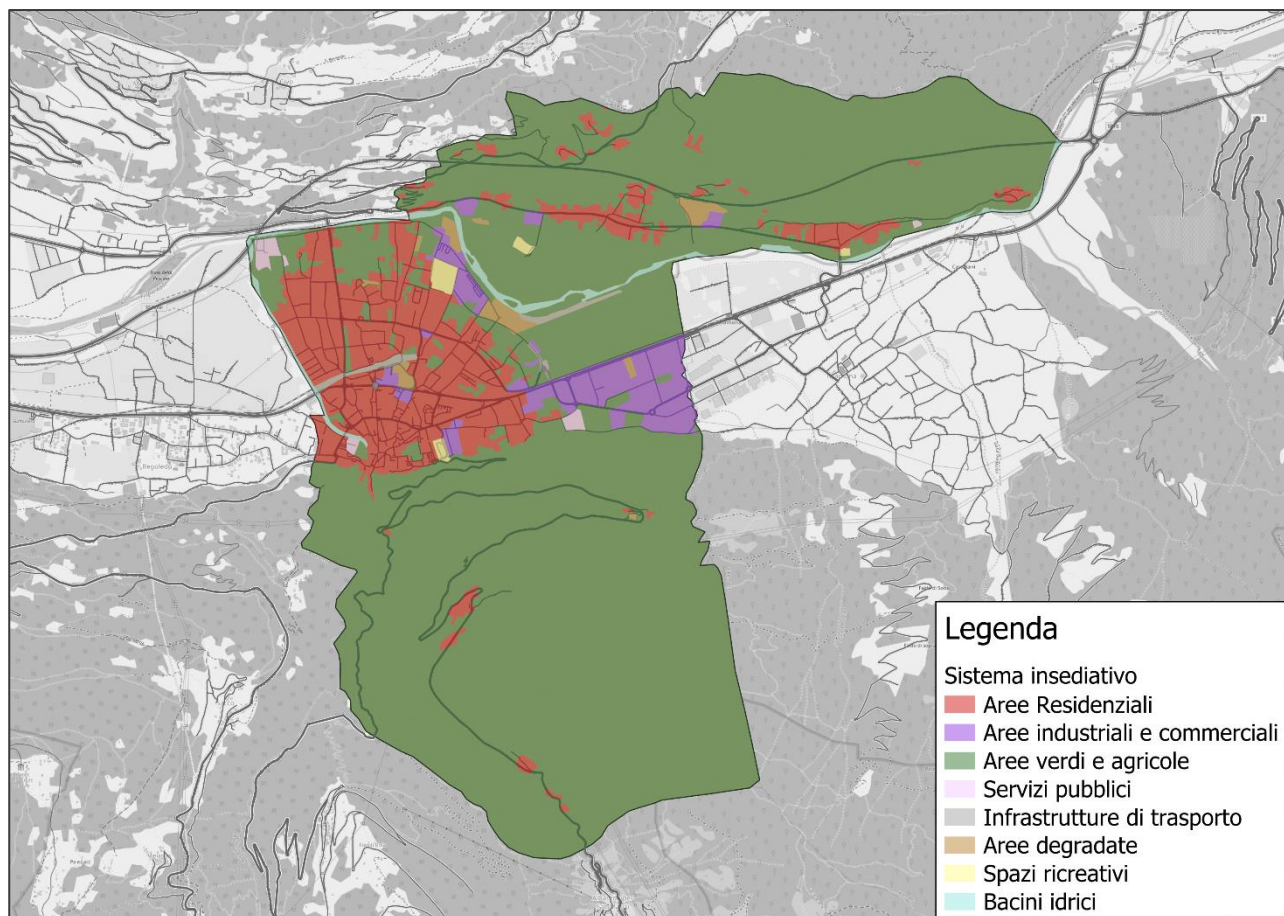 Regoledo
Legenda
Sistema insediativo
Aree Residenziali
Aree industriali e commerciali
Aree verdi e agricole
Servizi pubblici
Infrastrutture di trasporto
Aree degradate
Spazi ricreativi
Bacini idrici